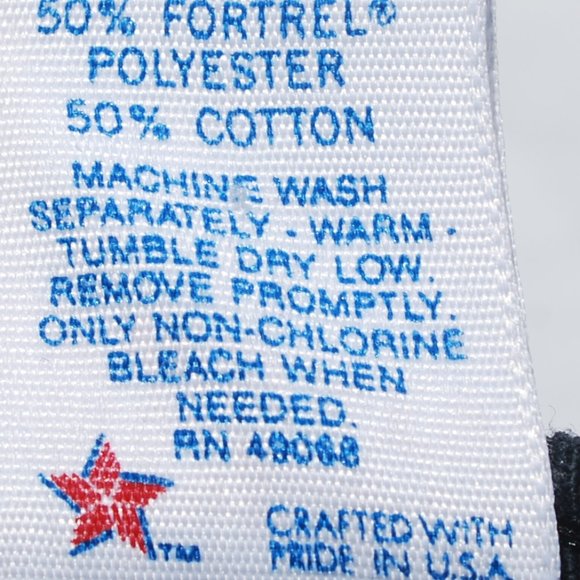 50% FORTREL®
POLYESTER
50% COTTON
MACHINE WASH
SEPARATELY - WARM -
TUMBLE DRY LOW.
REMOVE PROMPTLY.
ONLY NON-CHLORINE
BLEACH WHEN
NEEDED.
RN 49068
TM
CRAFTED WITH
PRIDE IN U.S.A